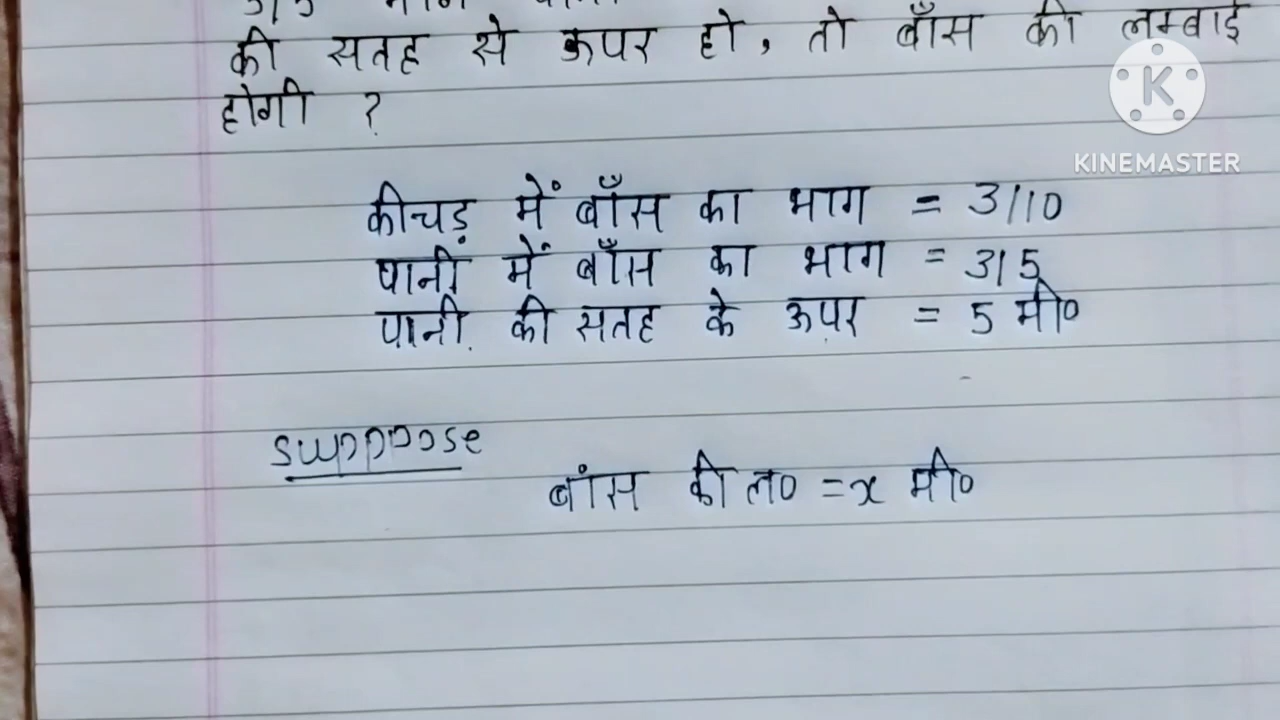 की सतह से ऊपर हो, तो बाँस की लम्बाई
होगी ?
K
KINEMASTER
कीचड़ में बाँस का भाग = 3/10
पानी में बाँस का भाग = 3/5
पानी की सतह के ऊपर = 5 मी०
suppose
बांस की ल० = x मी०